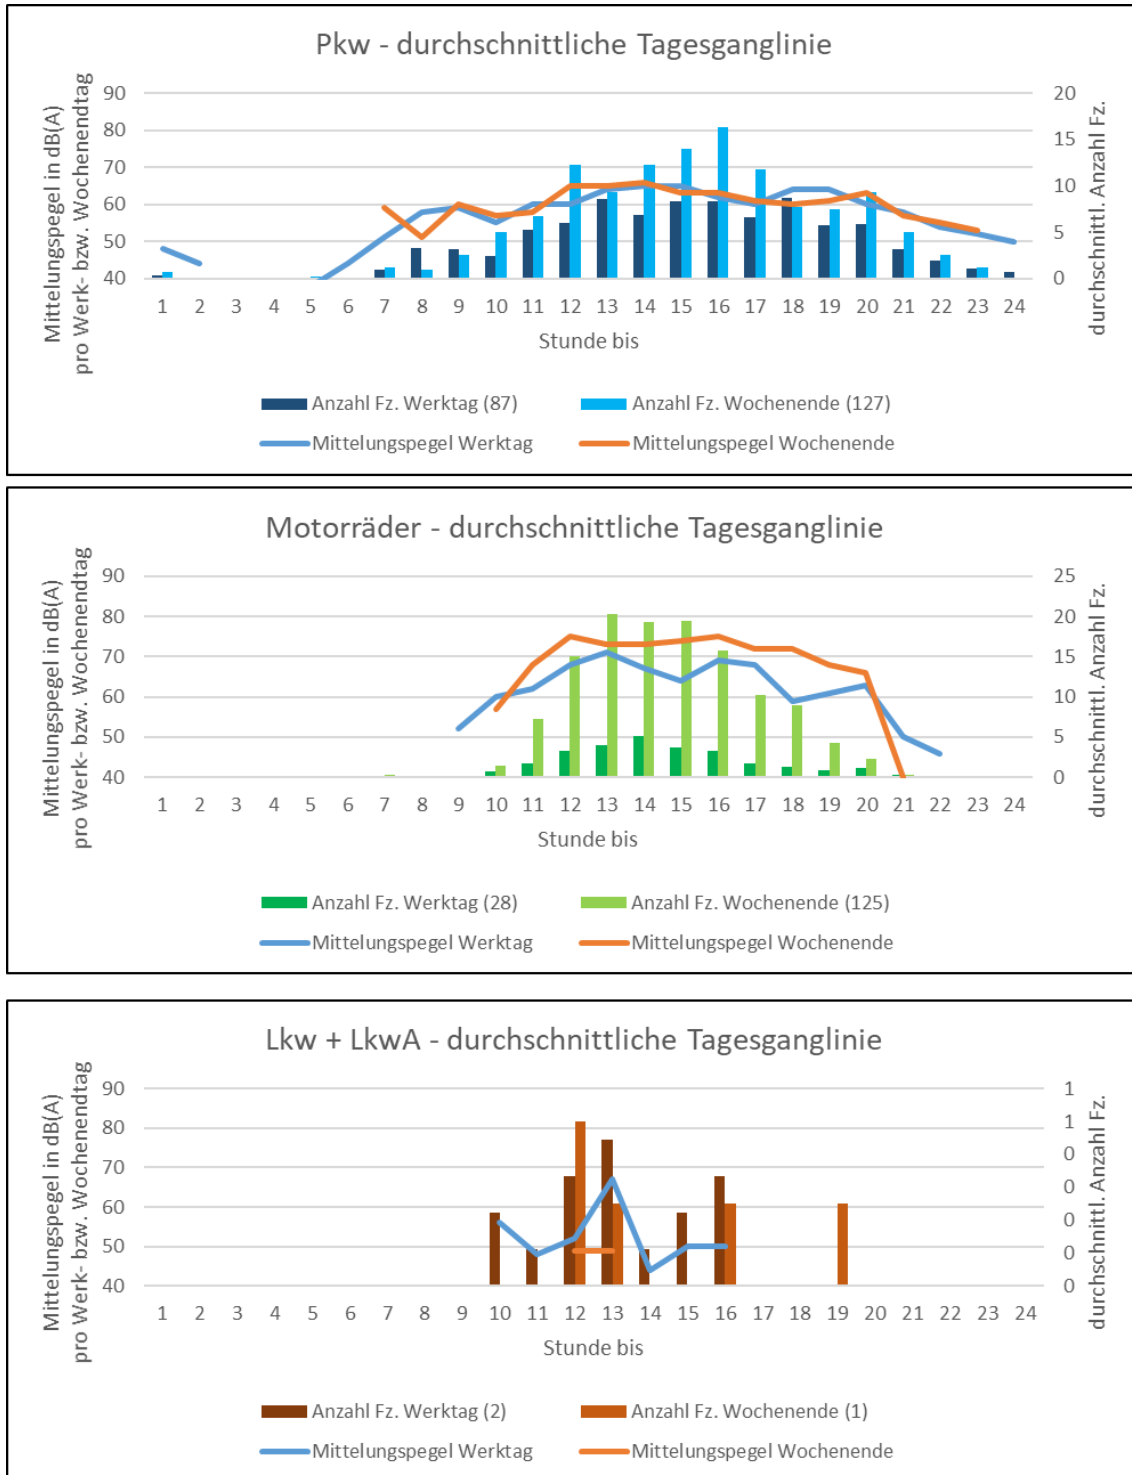 Pkw - durchschnittliche Tagesganglinie
Mittelungspegel in dB(A)
pro Werk- bzw. Wochenendtag
90
80
70
60
50
40
20
15
10
5
0
durchschnittl. Anzahl Fz.
1 2 3 4 5 6 7 8 9 10 11 12 13 14 15 16 17 18 19 20 21 22 23 24
Stunde bis
Anzahl Fz. Werktag (87) Anzahl Fz. Wochenende (127)
Mittelungspegel Werktag Mittelungspegel Wochenende
Motorräder - durchschnittliche Tagesganglinie
Mittelungspegel in dB(A)
pro Werk- bzw. Wochenendtag
90
80
70
60
50
40
25
20
15
10
5
0
durchschnittl. Anzahl Fz.
1 2 3 4 5 6 7 8 9 10 11 12 13 14 15 16 17 18 19 20 21 22 23 24
Stunde bis
Anzahl Fz. Werktag (28) Anzahl Fz. Wochenende (125)
Mittelungspegel Werktag Mittelungspegel Wochenende
Lkw + LkwA - durchschnittliche Tagesganglinie
Mittelungspegel in dB(A)
pro Werk- bzw. Wochenendtag
90
80
70
60
50
40
1
1
0
0
0
0
0
durchschnittl. Anzahl Fz.
1 2 3 4 5 6 7 8 9 10 11 12 13 14 15 16 17 18 19 20 21 22 23 24
Stunde bis
Anzahl Fz. Werktag (2) Anzahl Fz. Wochenende (1)
Mittelungspegel Werktag Mittelungspegel Wochenende